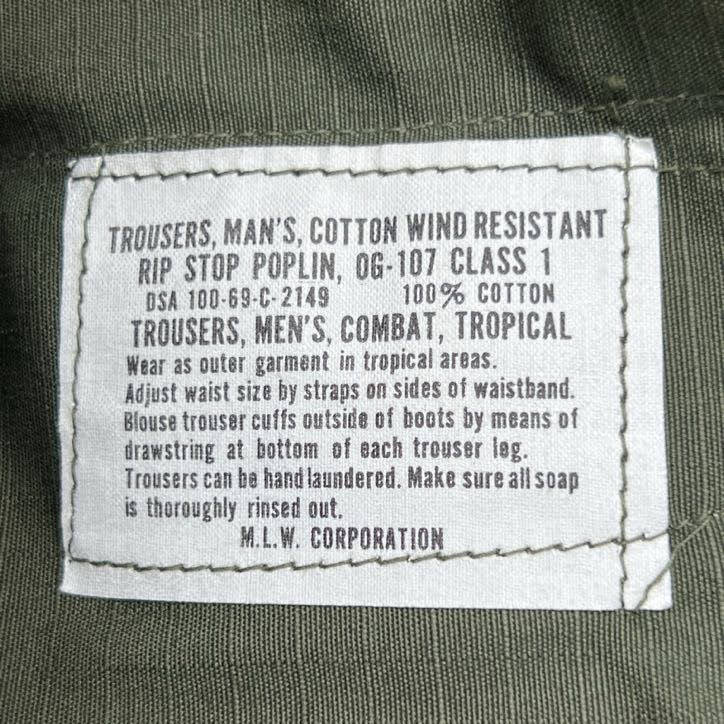 TROUSERS, MAN'S, COTTON WIND RESISTANT
RIP STOP POPLIN, OG-107 CLASS 1
DSA 100-69-C-2149 100% COTTON
TROUSERS, MEN'S, COMBAT, TROPICAL
Wear as outer garment in tropical areas.
Adjust waist size by straps on sides of waistband.
Blouse trouser cuffs outside of boots by means of
drawstring at bottom of each trouser leg.
Trousers can be hand laundered. Make sure all soap
is thoroughly rinsed out.
M.L.W. CORPORATION